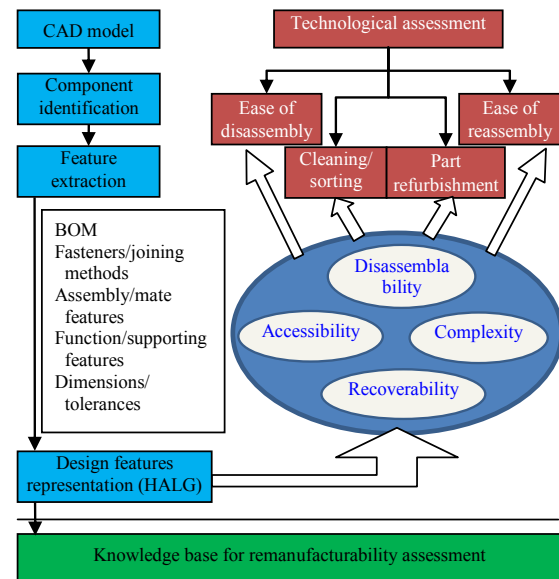 CAD model
Component
identification
Feature
extraction
BOM
Fasteners/joining
methods
Assembly/mate
features
Function/supporting
features
Dimensions/
tolerances
Design features
representation (HALG)
Technological assessment
Ease of
disassembly
Ease of
reassembly
Cleaning/
sorting
Part
refurbishment
Disassembla
bility
Accessibility
Complexity
Recoverability
Knowledge base for remanufacturability assessment